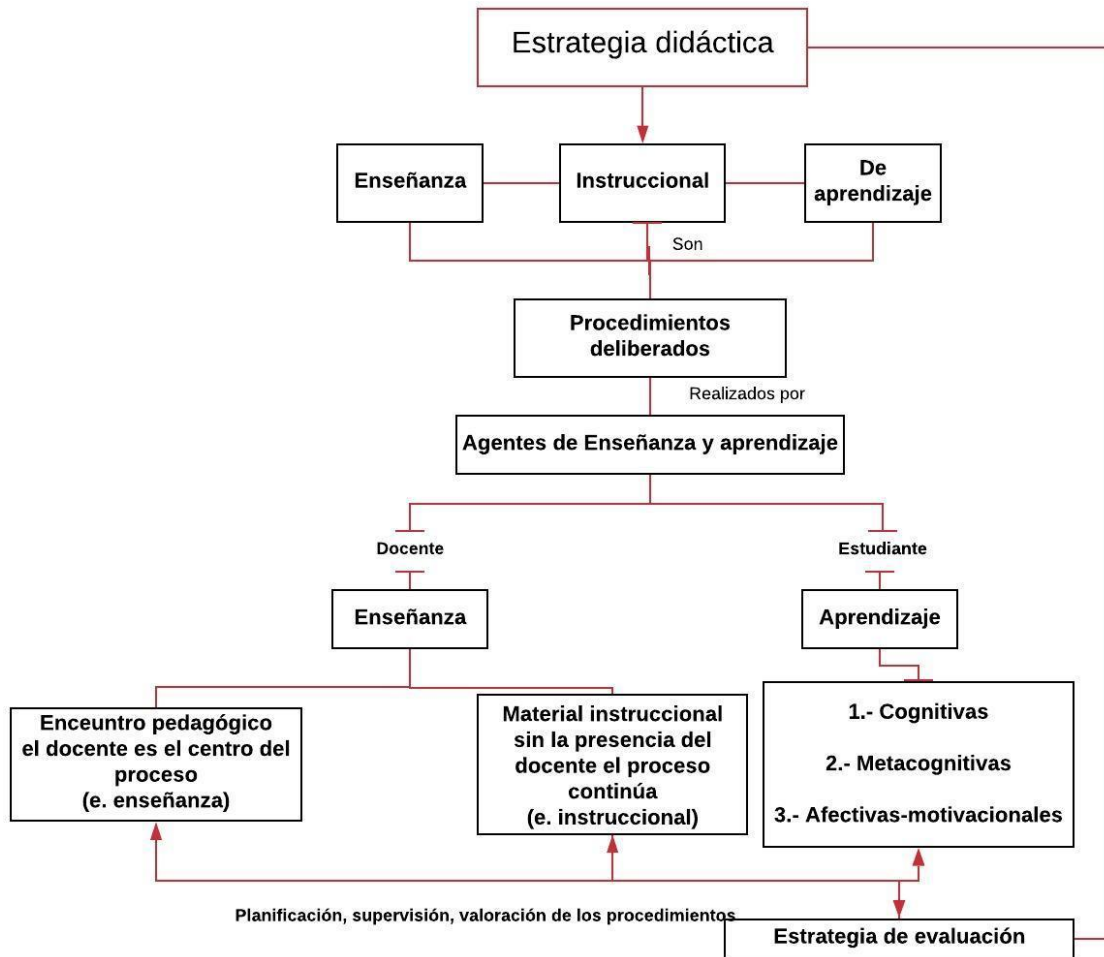 Estrategia didáctica
Enseñanza
Instruccional
De
aprendizaje
Son
Procedimientos
deliberados
Realizados por
Agentes de Enseñanza y aprendizaje
Docente
Estudiante
Enseñanza
Aprendizaje
Enceuntro pedagógico
el docente es el centro del
proceso
(e. enseñanza)
Material instruccional
sin la presencia del
docente el proceso
continúa
(e. instruccional)
1.- Cognitivas
2.- Metacognitivas
3.- Afectivas-motivacionales
Planificación, supervisión, valoración de los procedimientos
Estrategia de evaluación